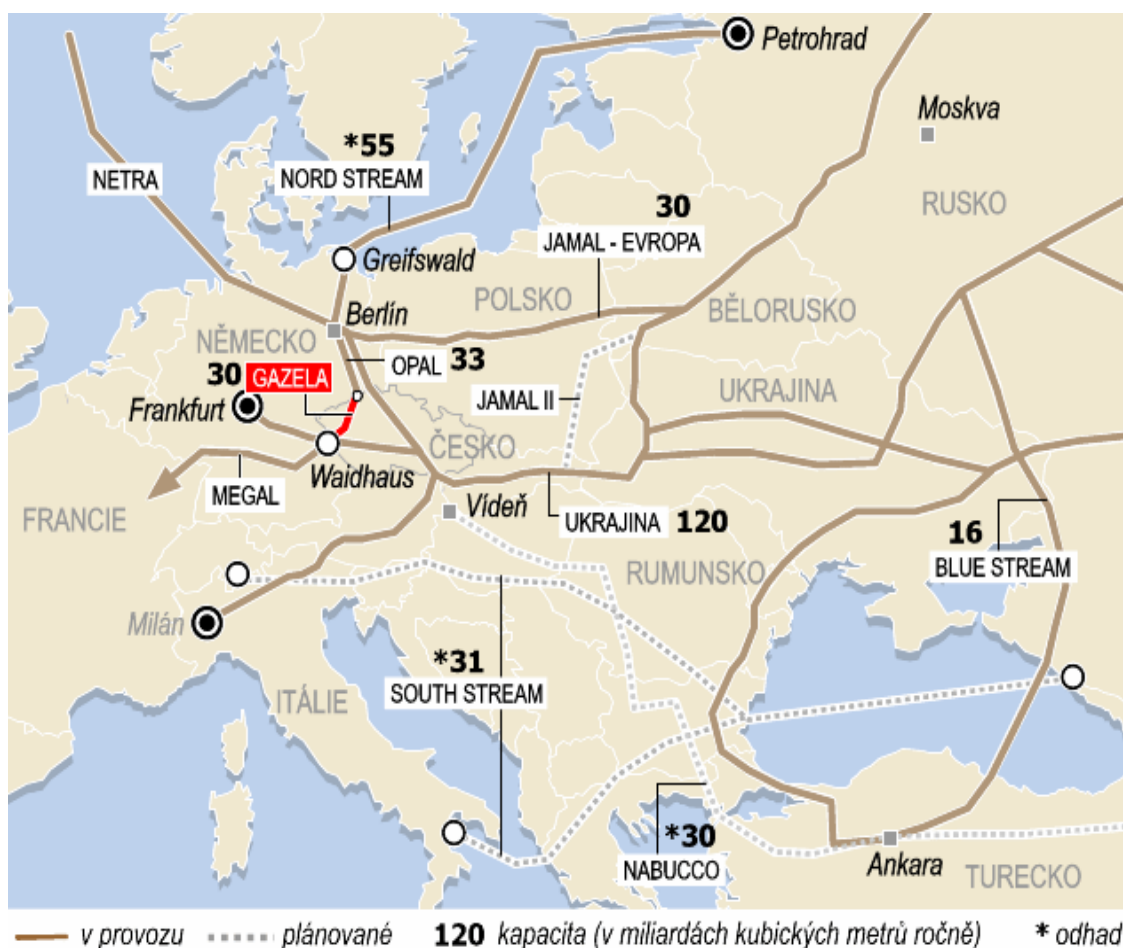 Petrohrad
Moskva
*55
NORD STREAM
NETRA
RUSKO
30
JAMAL - EVROPA
Greifswald
POLSKO
BĚLORUSKO
Berlín
NĚMECKO
OPAL 33
30 GAZELA
UKRAJINA
Frankfurt
JAMAL II
ČESKO
Waidhaus
MEGAL
Vídeň
FRANCIE
UKRAJINA 120
16
BLUE STREAM
RUMUNSKO
Milán
*31
SOUTH STREAM
ITÁLIE
*30
NABUCCO
Ankara
TURECKO
v provozu plánované 120 kapacita (v miliardách kubických metrů ročně) * odhad